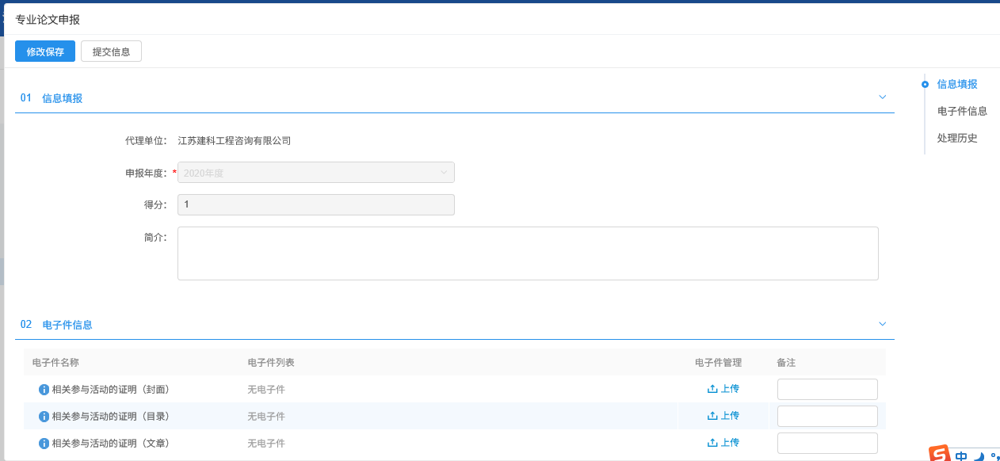 专业论文申报
修改保存 提交信息
01 信息填报
代理单位： 江苏建科工程咨询有限公司
申报年度：* 2020年度
得分： 1
简介：
02 电子件信息
电子件名称 电子件列表 电子件管理 备注
相关参与活动的证明（封面） 无电子件 上传
相关参与活动的证明（目录） 无电子件 上传
相关参与活动的证明（文章） 无电子件 上传
信息填报
电子件信息
处理历史
S 中